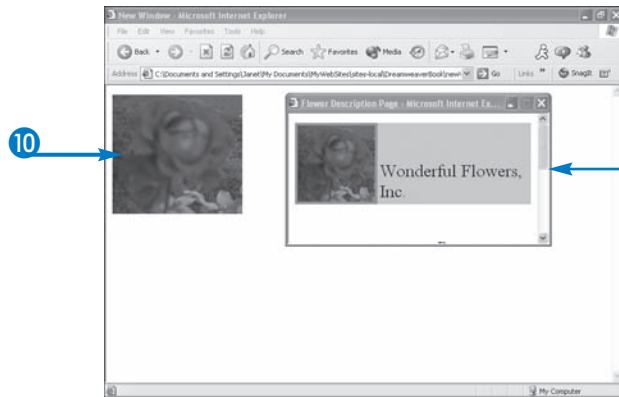 New Window - Microsoft Internet Explorer
File Edit View Favorites Tools Help
Back Search Favorites Media
Address C:\Documents and Settings\Janet\My Documents\MyWebSites\sites-local\DreamweaverBook\new Go Links » SnagIt
10
Flower Description Page - Microsoft Internet Ex...
Wonderful Flowers,
Inc.
My Computer